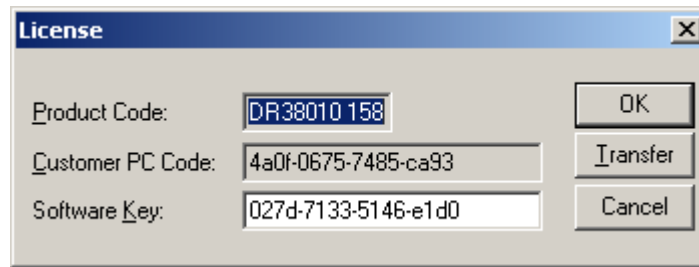 License
Product Code: DR38010 158 OK
Customer PC Code: 4a0f-0675-7485-ca93 Transfer
Software Key: 027d-7133-5146-e1d0 Cancel